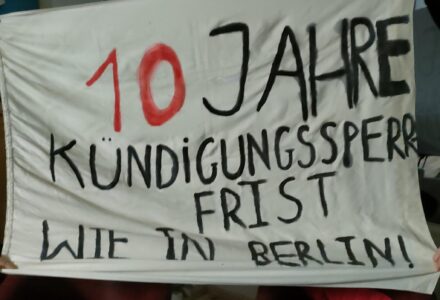 10 JAHRE
KÜNDIGUNGSSPERR
FRIST
WIE IN BERLIN!